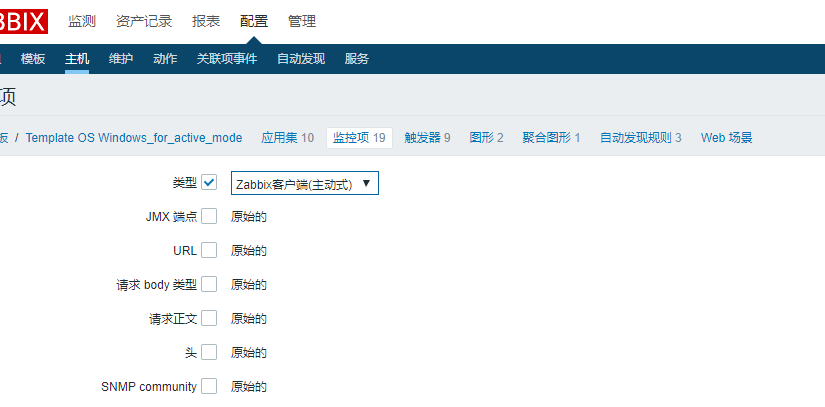 BBIX 监测 资产记录 报表 配置 管理
模板 主机 维护 动作 关联项事件 自动发现 服务
项
板 / Template OS Windows_for_active_mode 应用集 10 监控项 19 触发器 9 图形 2 聚合图形 1 自动发现规则 3 Web 场景
类型 Zabbix客户端(主动式) ▼
JMX 端点 原始的
URL 原始的
请求 body 类型 原始的
请求正文 原始的
头 原始的
SNMP community 原始的